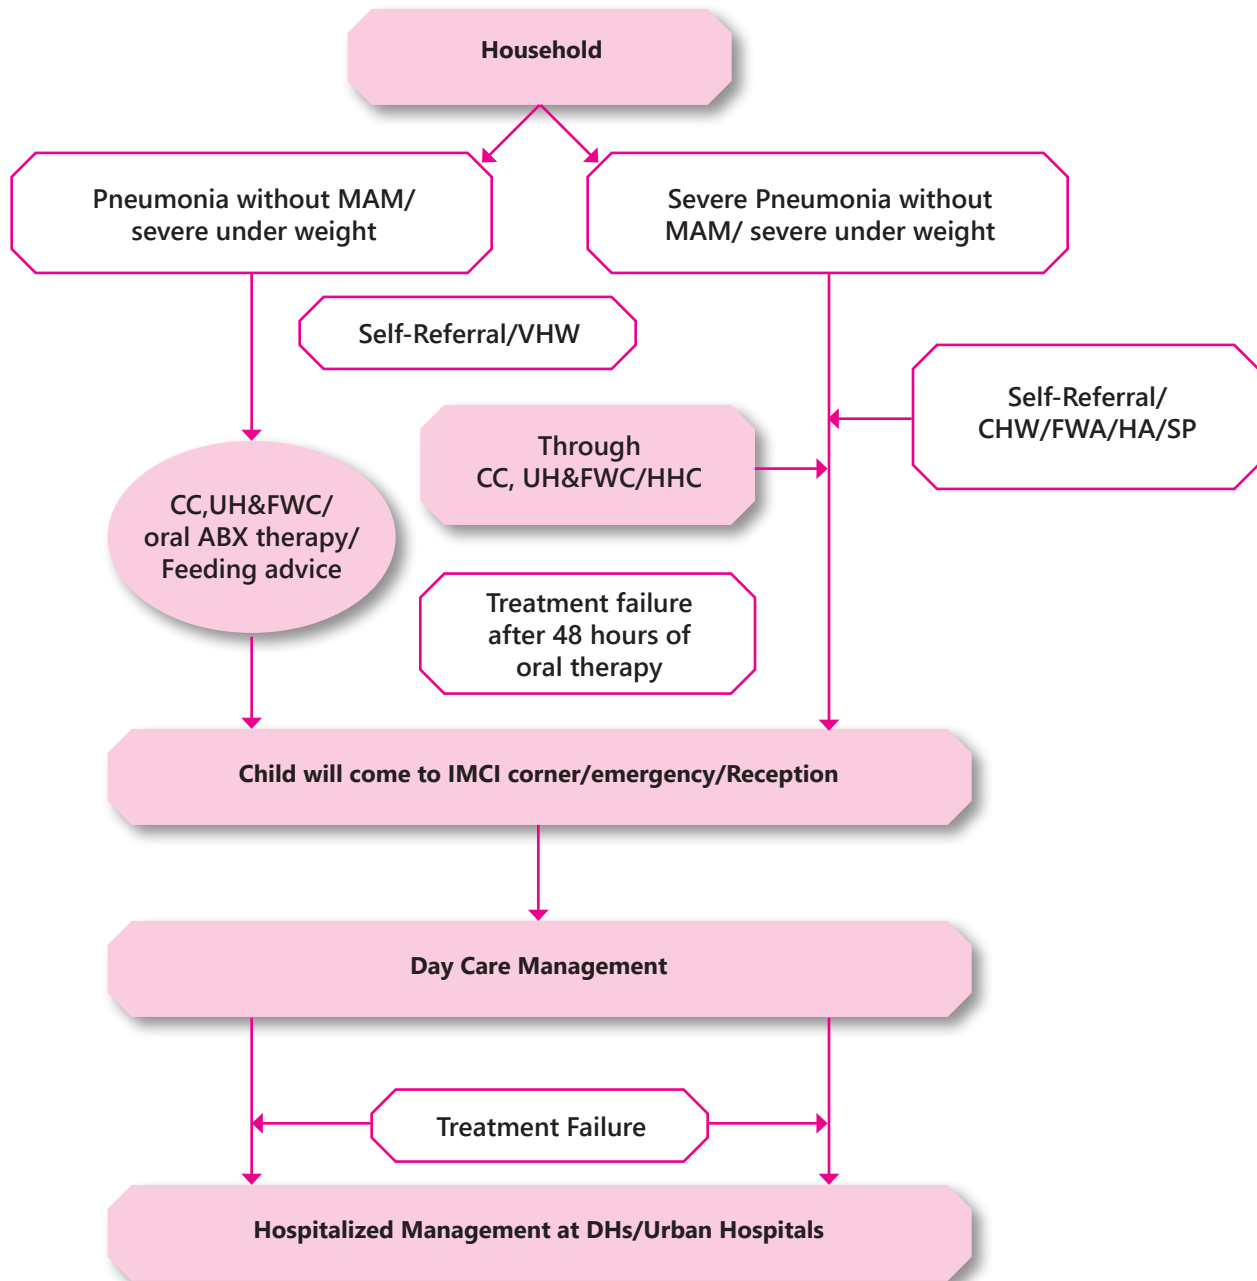 Household
Pneumonia without MAM/
severe under weight
Severe Pneumonia without
MAM/ severe under weight
Self-Referral/VHW
Self-Referral/
CHW/FWA/HA/SP
Through
CC, UH&FWC/HHC
CC,UH&FWC/
oral ABX therapy/
Feeding advice
Treatment failure
after 48 hours of
oral therapy
Child will come to IMCI corner/emergency/Reception
Day Care Management
Treatment Failure
Hospitalized Management at DHs/Urban Hospitals